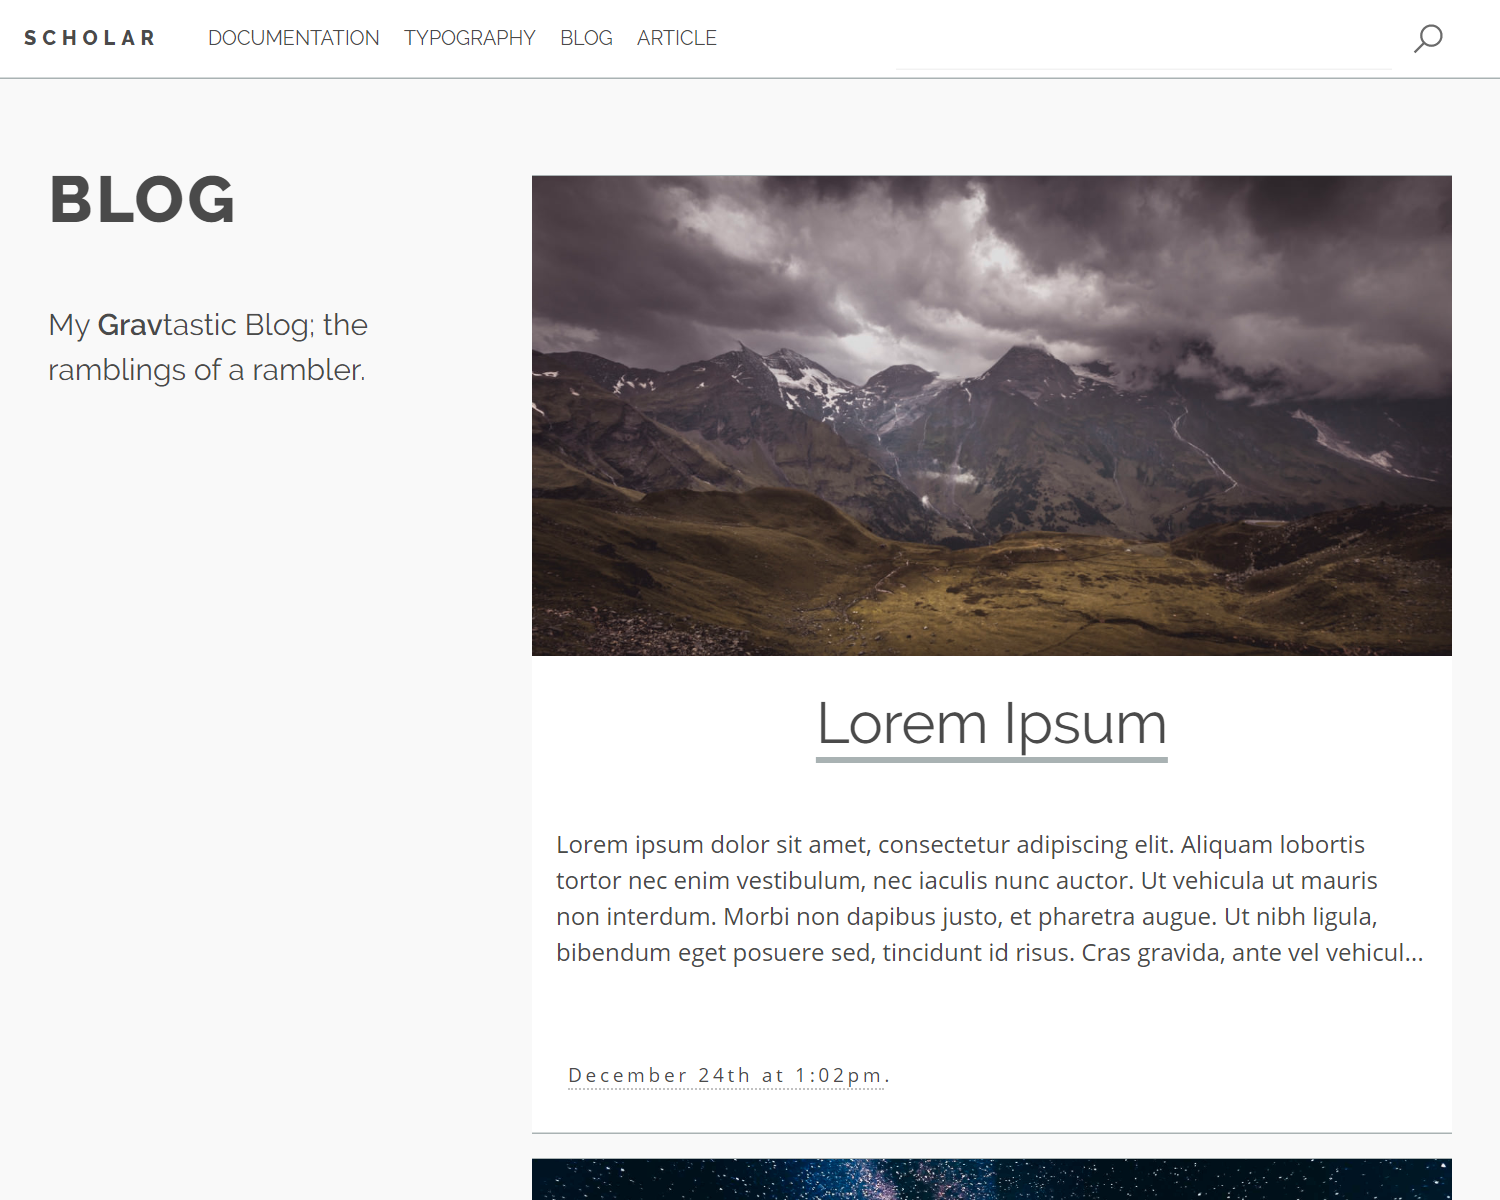 SCHOLAR DOCUMENTATION TYPOGRAPHY BLOG ARTICLE
BLOG
My Gravtastic Blog; the
ramblings of a rambler.
Lorem Ipsum
Lorem ipsum dolor sit amet, consectetur adipiscing elit. Aliquam lobortis
tortor nec enim vestibulum, nec iaculis nunc auctor. Ut vehicula ut mauris
non interdum. Morbi non dapibus justo, et pharetra augue. Ut nibh ligula,
bibendum eget posuere sed, tincidunt id risus. Cras gravida, ante vel vehicul...
December 24th at 1:02pm.